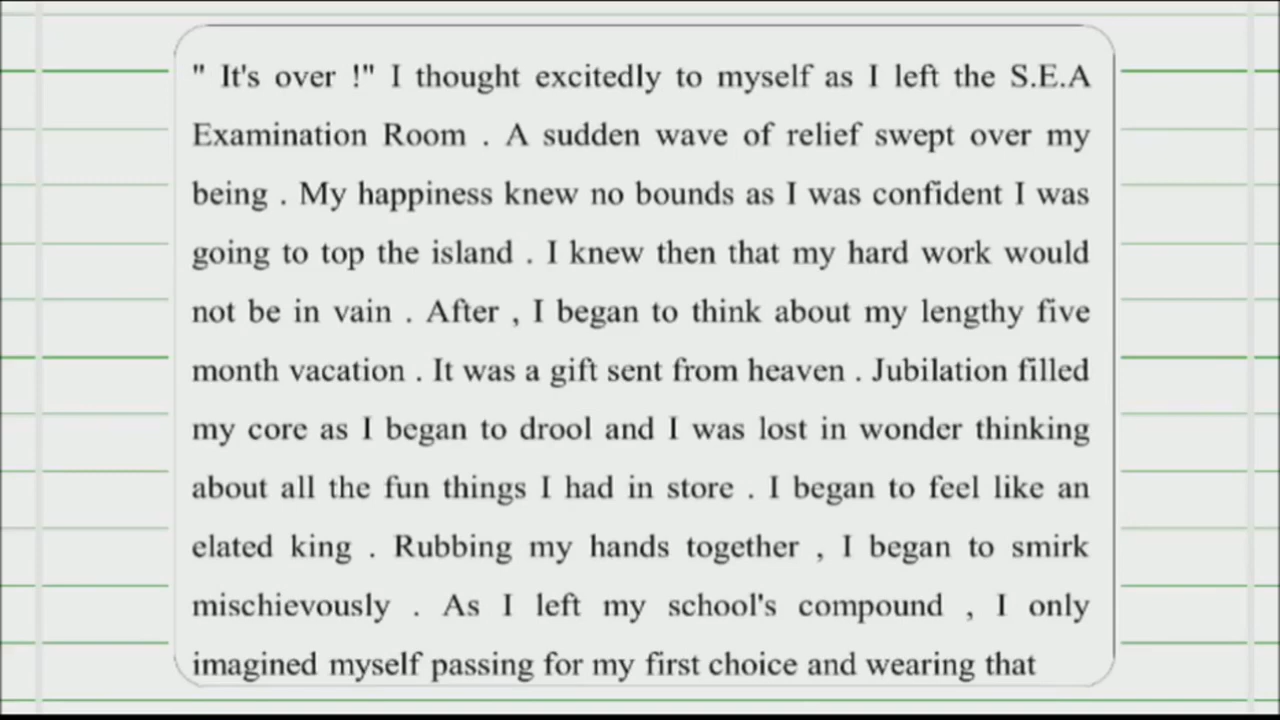 " It's over !" I thought excitedly to myself as I left the S.E.A
Examination Room . A sudden wave of relief swept over my
being . My happiness knew no bounds as I was confident I was
going to top the island . I knew then that my hard work would
not be in vain . After , I began to think about my lengthy five
month vacation . It was a gift sent from heaven . Jubilation filled
my core as I began to drool and I was lost in wonder thinking
about all the fun things I had in store . I began to feel like an
elated king . Rubbing my hands together , I began to smirk
mischievously . As I left my school's compound , I only
imagined myself passing for my first choice and wearing that